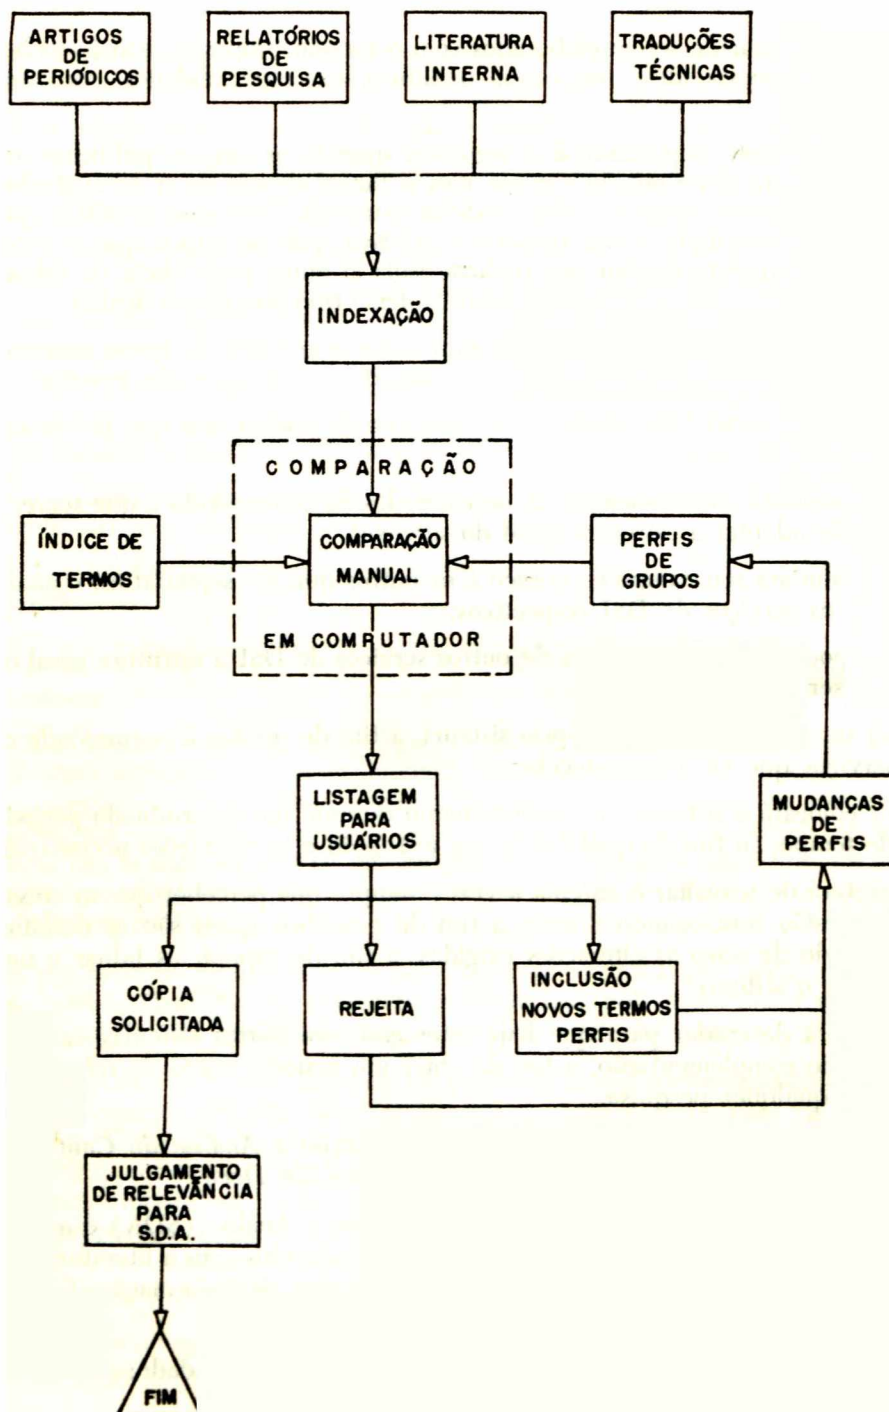 ARTIGOS
DE
PERIÓDICOS
RELATÓRIOS
DE
PESQUISA
LITERATURA
INTERNA
TRADUÇÕES
TÉCNICAS
INDEXAÇÃO
COMPARAÇÃO
ÍNDICE DE
TERMOS
COMPARAÇÃO
MANUAL
PERFIS
DE
GRUPOS
EM COMPUTADOR
LISTAGEM
PARA
USUÁRIOS
MUDANÇAS
DE
PERFIS
CÓPIA
SOLICITADA
REJEITA
INCLUSÃO
NOVOS TERMOS
PERFIS
JULGAMENTO
DE RELEVÂNCIA
PARA
S.D.A.
FIM